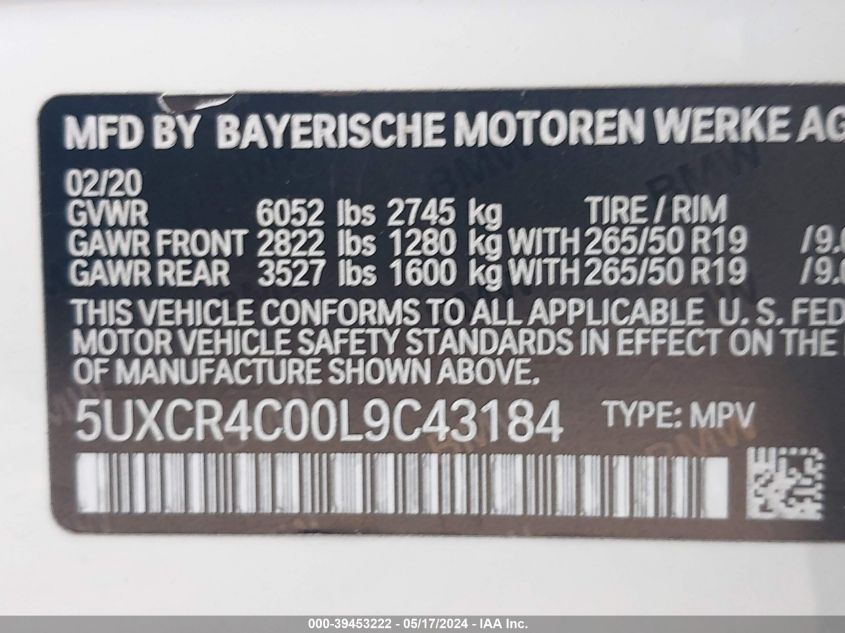 MFD BY BAYERISCHE MOTOREN WERKE AG
02/20
GVWR 6052 lbs 2745 kg TIRE / RIM
GAWR FRONT 2822 lbs 1280 kg WITH 265/50 R19 /9.
GAWR REAR 3527 lbs 1600 kg WITH 265/50 R19 /9.
THIS VEHICLE CONFORMS TO ALL APPLICABLE U. S. FED
MOTOR VEHICLE SAFETY STANDARDS IN EFFECT ON THE
OF MANUFACTURE SHOWN ABOVE.
5UXCR4C00L9C43184 TYPE: MPV
000-39453222 - 05/17/2024 - IAA Inc.